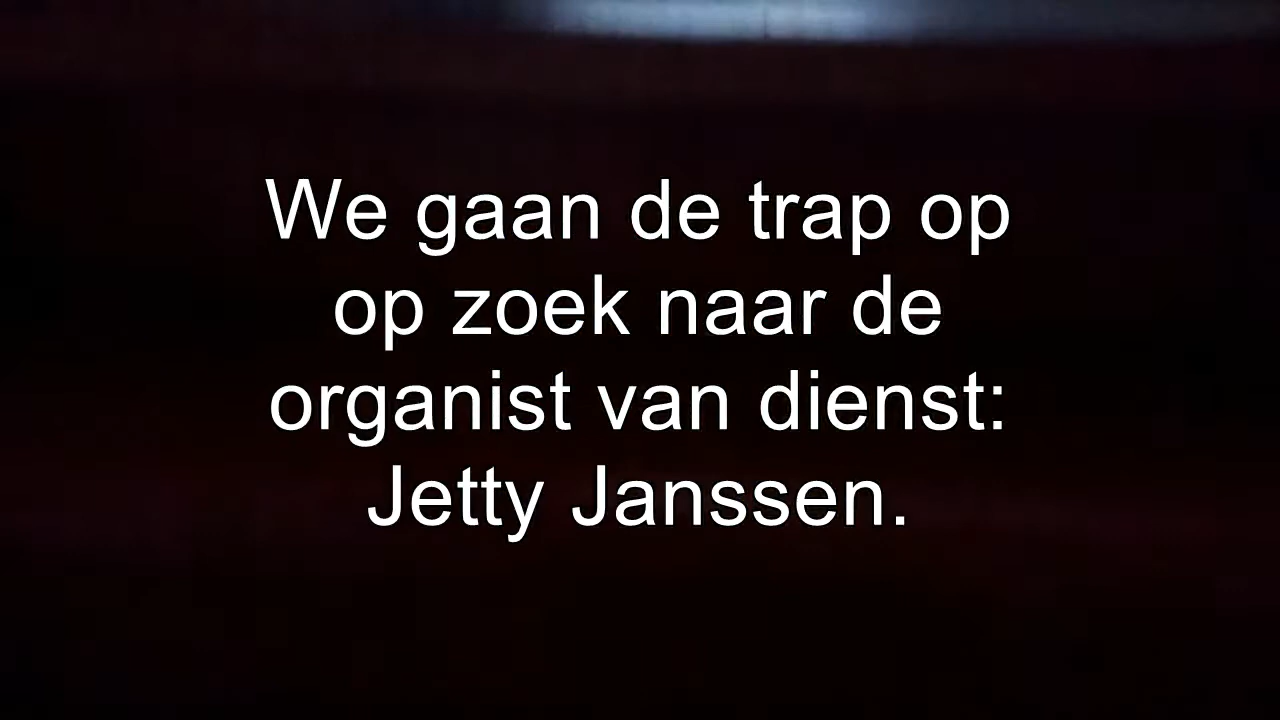 We gaan de trap op
op zoek naar de
organist van dienst:
Jetty Janssen.